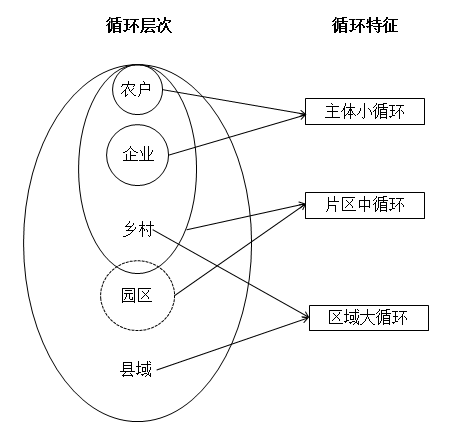 循环层次
循环特征
农户
主体小循环
企业
片区中循环
乡村
园区
区域大循环
县域